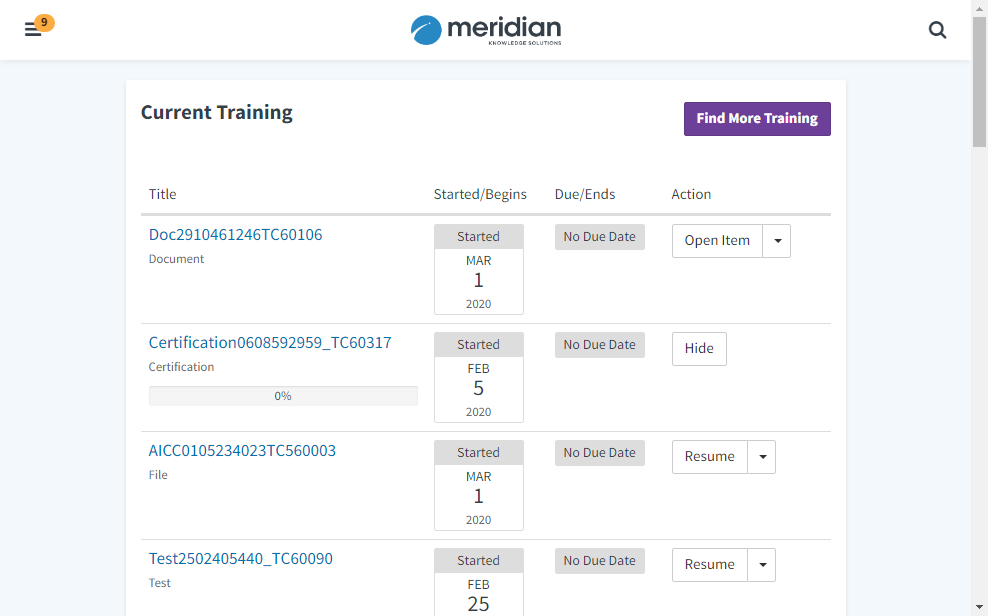 9
meridian
KNOWLEDGE SOLUTIONS
Current Training
Find More Training
Title Started/Begins Due/Ends Action
Doc2910461246TC60106
Document
Started
MAR
1
2020
No Due Date
Open Item
Certification0608592959_TC60317
Certification
0%
Started
FEB
5
2020
No Due Date
Hide
AICC0105234023TC560003
File
Started
MAR
1
2020
No Due Date
Resume
Test2502405440_TC60090
Test
Started
FEB
25
No Due Date
Resume